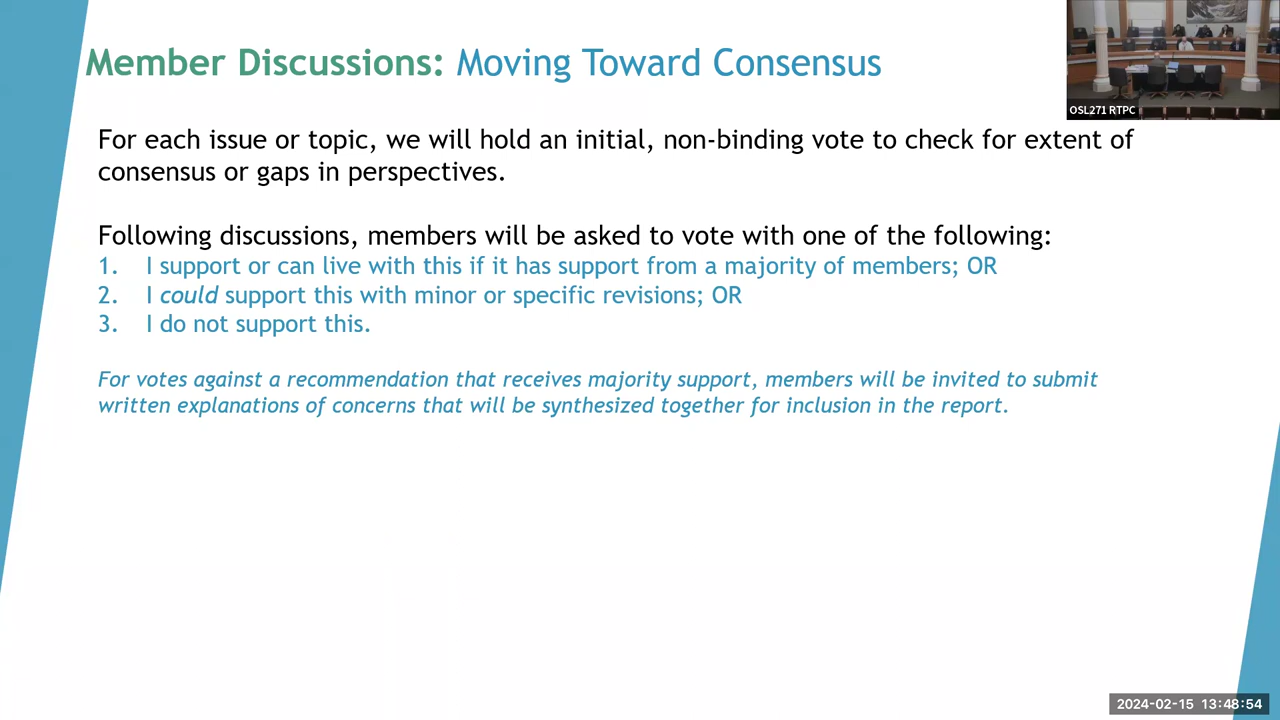 Member Discussions: Moving Toward Consensus
OSL271 RTPC
For each issue or topic, we will hold an initial, non-binding vote to check for extent of
consensus or gaps in perspectives.
Following discussions, members will be asked to vote with one of the following:
1. I support or can live with this if it has support from a majority of members; OR
2. I could support this with minor or specific revisions; OR
3. I do not support this.
For votes against a recommendation that receives majority support, members will be invited to submit
written explanations of concerns that will be synthesized together for inclusion in the report.
2024-02-15 13:48:54